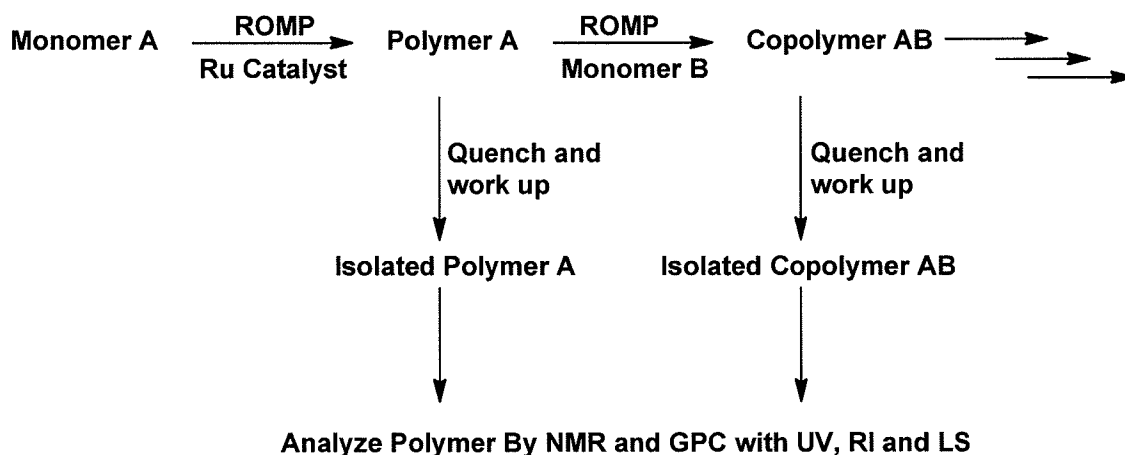 Monomer A
ROMP
Ru Catalyst
Polymer A
ROMP
Monomer B
Copolymer AB
Quench and
work up
Quench and
work up
Isolated Polymer A
Isolated Copolymer AB
Analyze Polymer By NMR and GPC with UV, RI and LS